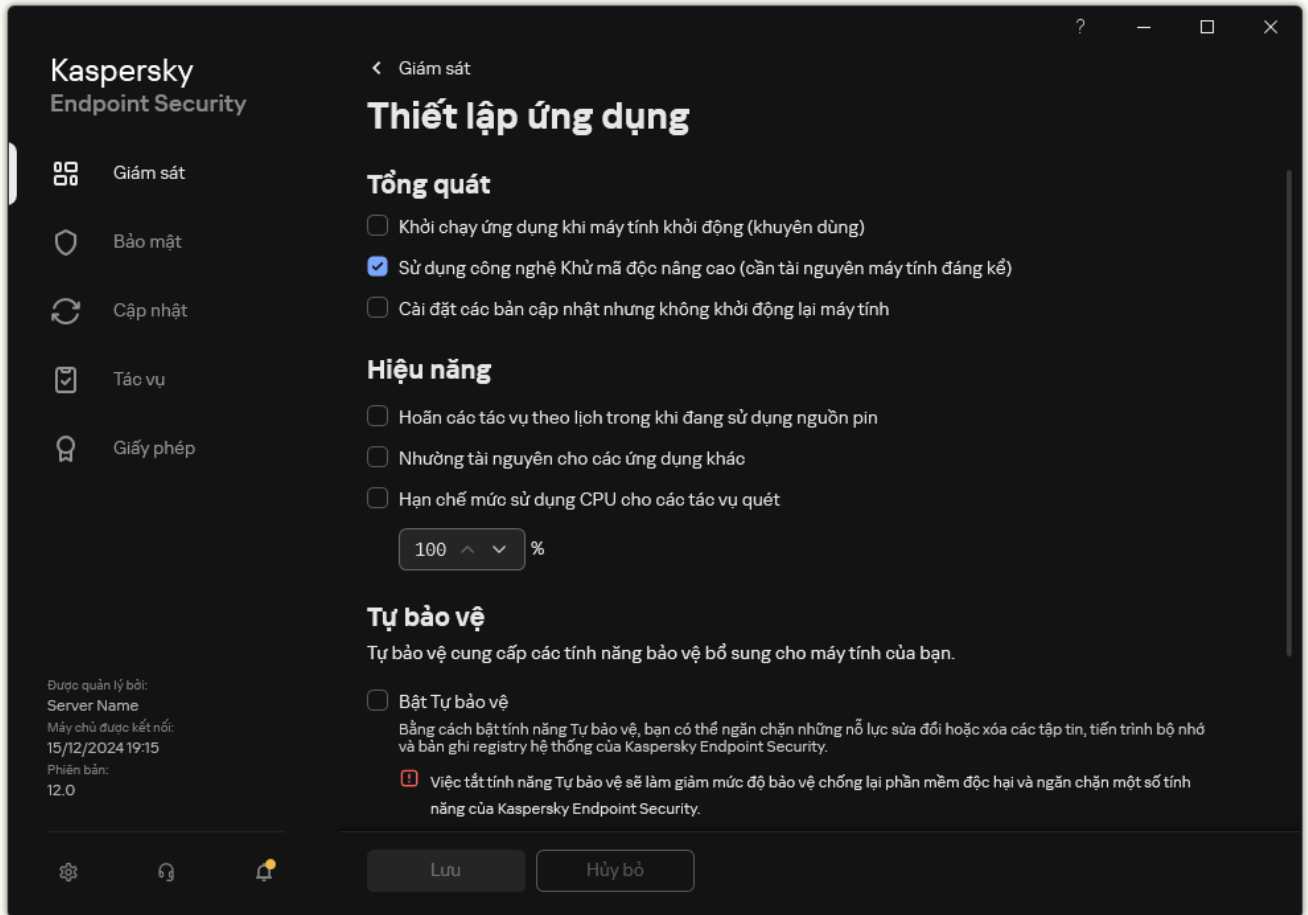 Kaspersky
Endpoint Security
Giám sát
Bảo mật
Cập nhật
Tác vụ
Giấy phép
Được quản lý bởi:
Server Name
Máy chủ được kết nối:
15/12/2024 19:15
Phiên bản:
12.0
?
Giám sát
Thiết lập ứng dụng
Tổng quát
Khởi chạy ứng dụng khi máy tính khởi động (khuyên dùng)
Sử dụng công nghệ Khử mã độc nâng cao (cần tài nguyên máy tính đáng kể)
Cài đặt các bản cập nhật nhưng không khởi động lại máy tính
Hiệu năng
Hoãn các tác vụ theo lịch trong khi đang sử dụng nguồn pin
Nhường tài nguyên cho các ứng dụng khác
Hạn chế mức sử dụng CPU cho các tác vụ quét
100 %
Tự bảo vệ
Tự bảo vệ cung cấp các tính năng bảo vệ bổ sung cho máy tính của bạn.
Bật Tự bảo vệ
Bằng cách bật tính năng Tự bảo vệ, bạn có thể ngăn chặn những nỗ lực sửa đổi hoặc xóa các tập tin, tiến trình bộ nhớ
và bản ghi registry hệ thống của Kaspersky Endpoint Security.
Việc tắt tính năng Tự bảo vệ sẽ làm giảm mức độ bảo vệ chống lại phần mềm độc hại và ngăn chặn một số tính
năng của Kaspersky Endpoint Security.
Lưu
Hủy bỏ